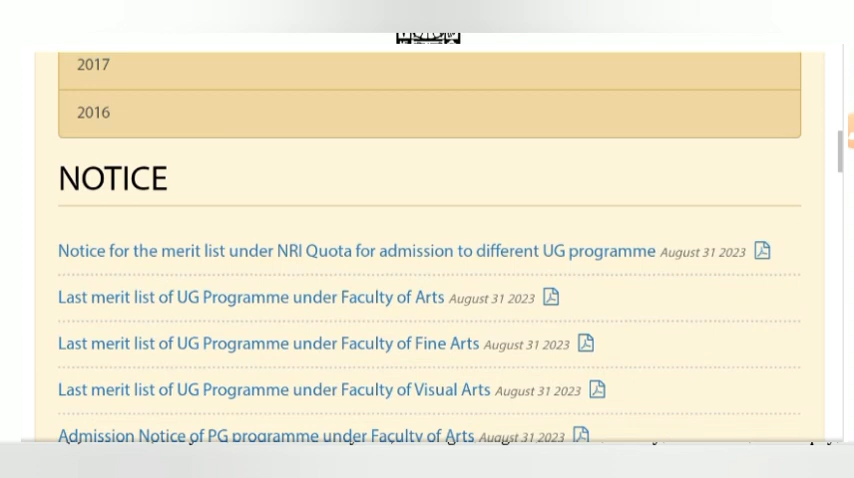 2017
2016
NOTICE
Notice for the merit list under NRI Quota for admission to different UG programme August 31 2023
Last merit list of UG Programme under Faculty of Arts August 31 2023
Last merit list of UG Programme under Faculty of Fine Arts August 31 2023
Last merit list of UG Programme under Faculty of Visual Arts August 31 2023
Admission Notice of PG programme under Faculty of Arts August 31 2023